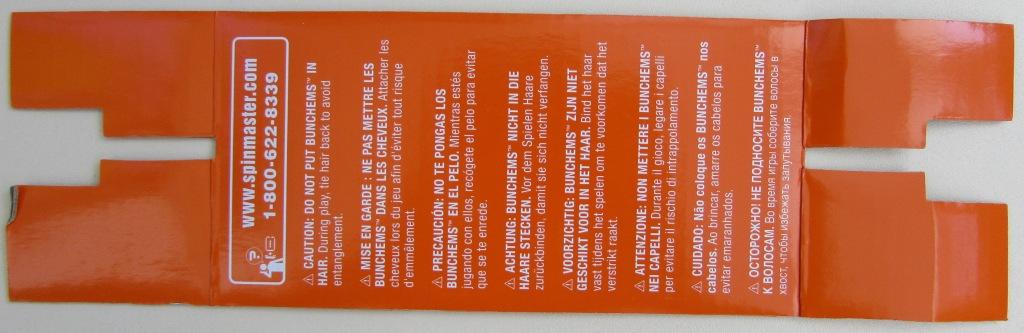 www.spinmaster.com
1-800-622-8339
⚠ CAUTION: DO NOT PUT BUNCHEMS™ IN
HAIR. During play, tie hair back to avoid
entanglement.
⚠ MISE EN GARDE : NE PAS METTRE LES
BUNCHEMS™ DANS LES CHEVEUX. Attacher les
cheveux lors du jeu afin d'éviter tout risque
d'emmêlement.
⚠ PRECAUCIÓN: NO TE PONGAS LOS
BUNCHEMS™ EN EL PELO. Mientras estés
jugando con ellos, recógete el pelo para evitar
que se te enrede.
⚠ ACHTUNG: BUNCHEMS™ NICHT IN DIE
HAARE STECKEN. Vor dem Spielen Haare
zurückbinden, damit sie sich nicht verfangen.
⚠ VOORZICHTIG: BUNCHEMS™ ZIJN NIET
GESCHIKT VOOR IN HET HAAR. Bind het haar
vast tijdens het spelen om te voorkomen dat het
verstrikt raakt.
⚠ ATTENZIONE: NON METTERE I BUNCHEMS™
NEI CAPELLI. Durante il gioco, legare i capelli
per evitare il rischio di intrappolamento.
⚠ CUIDADO: Não coloque os BUNCHEMS™ nos
cabelos. Ao brincar, amarre os cabelos para
evitar emaranhados.
⚠ ОСТОРОЖНО! НЕ ПОДНОСИТЕ BUNCHEMS™
К ВОЛОСАМ. Во время игры соберите волосы в
хвост, чтобы избежать запутывания.